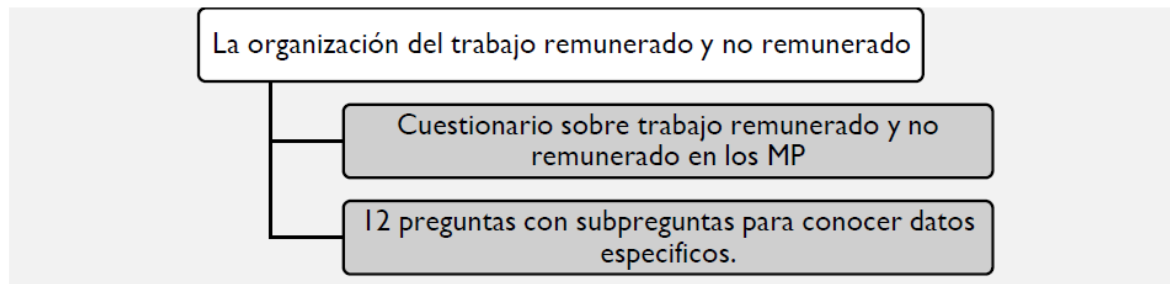 La organización del trabajo remunerado y no remunerado
Cuestionario sobre trabajo remunerado y no
remunerado en los MP
12 preguntas con subpreguntas para conocer datos
especificos.